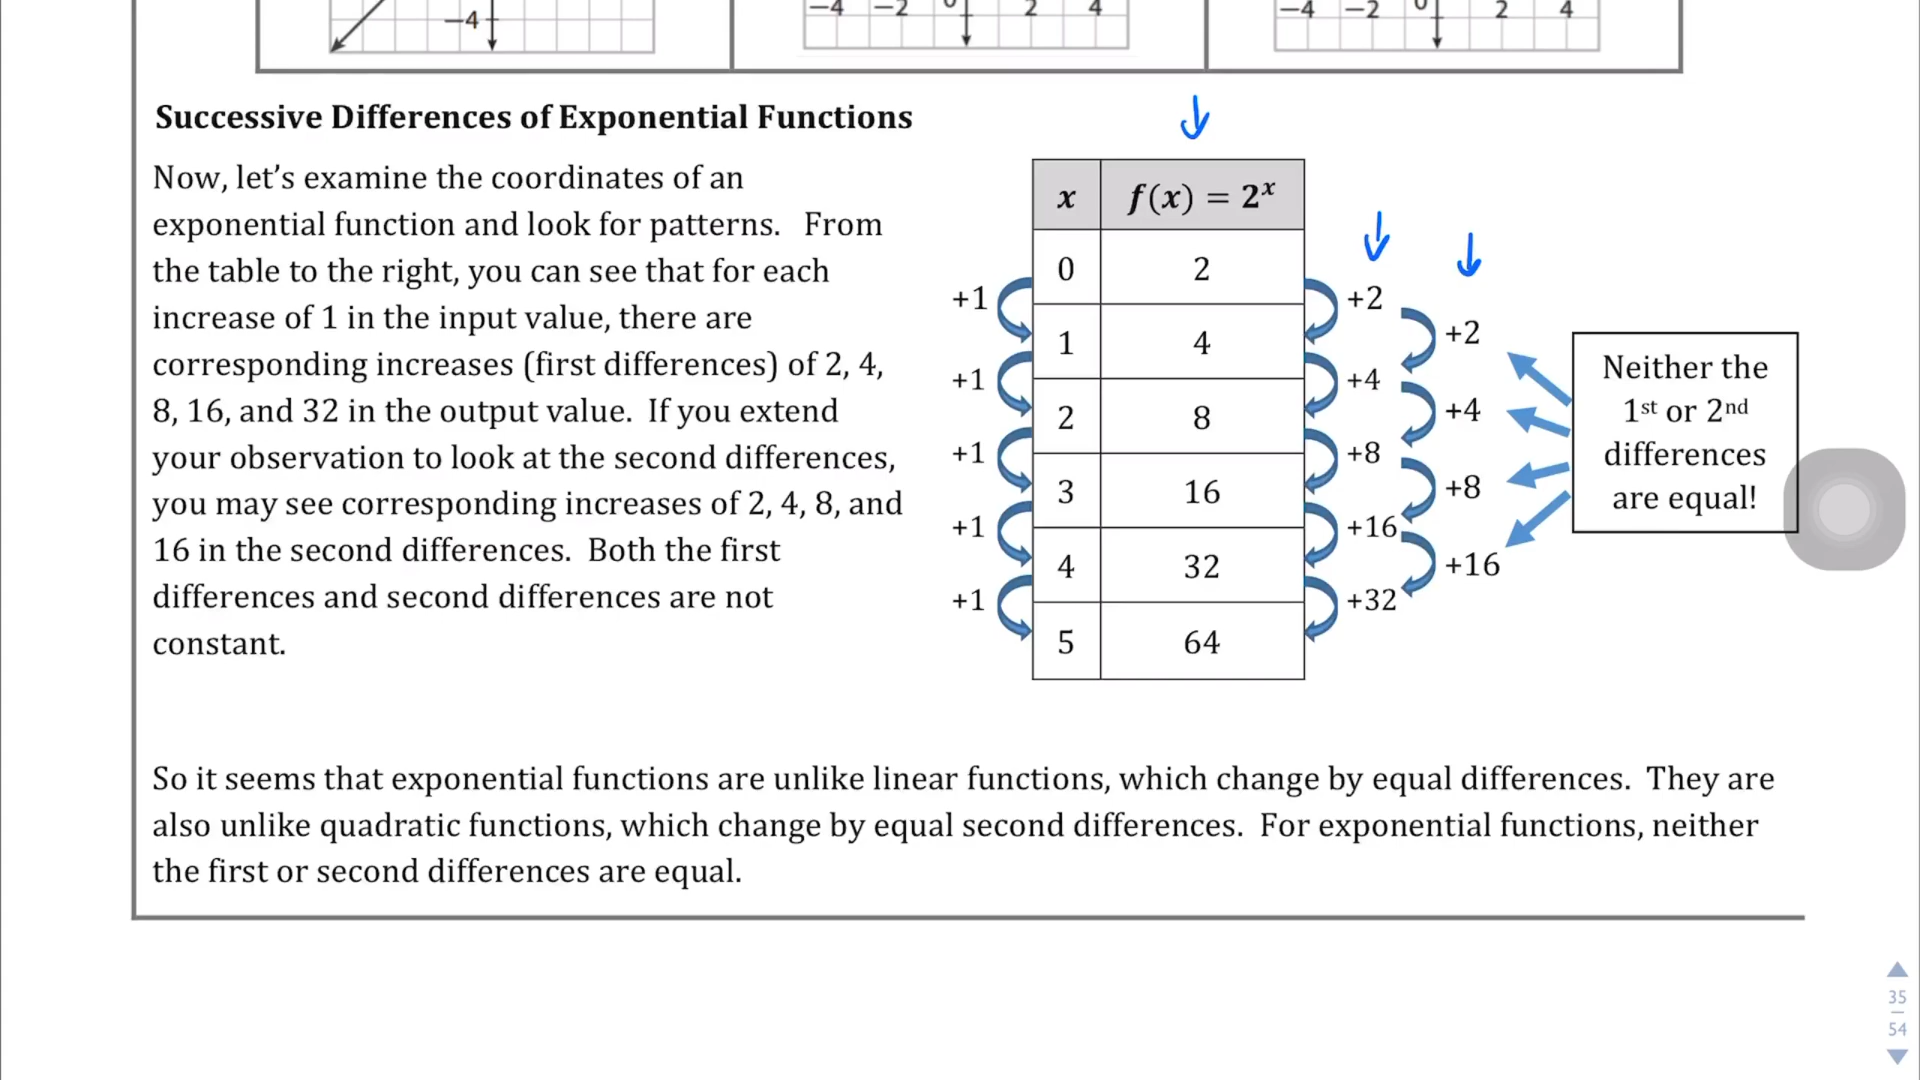 −4
−4 −2 0 2 4
−4 −2 0 2 4
Successive Differences of Exponential Functions
Now, let’s examine the coordinates of an
exponential function and look for patterns. From
the table to the right, you can see that for each
increase of 1 in the input value, there are
corresponding increases (first differences) of 2, 4,
8, 16, and 32 in the output value. If you extend
your observation to look at the second differences,
you may see corresponding increases of 2, 4, 8, and
16 in the second differences. Both the first
differences and second differences are not
constant.
x f(x) = 2ˣ
0 2
1 4
2 8
3 16
4 32
5 64
+1
+1
+1
+1
+1
+2
+4
+8
+16
+32
+2
+4
+8
+16
Neither the
1st or 2nd
differences
are equal!
So it seems that exponential functions are unlike linear functions, which change by equal differences. They are
also unlike quadratic functions, which change by equal second differences. For exponential functions, neither
the first or second differences are equal.
35
54